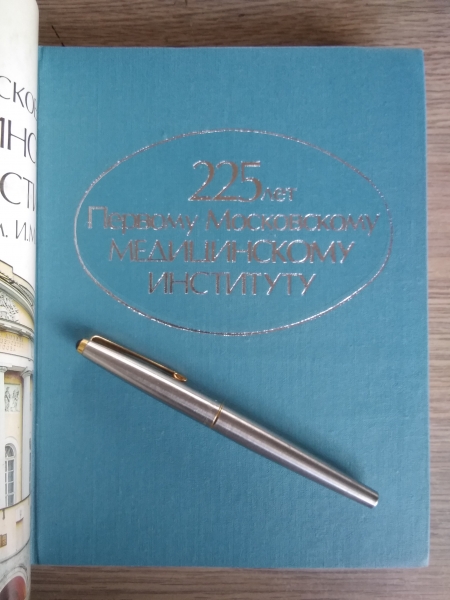 225 лет
Первому Московскому
МЕДИЦИНСКОМУ
ИНСТИТУТУ